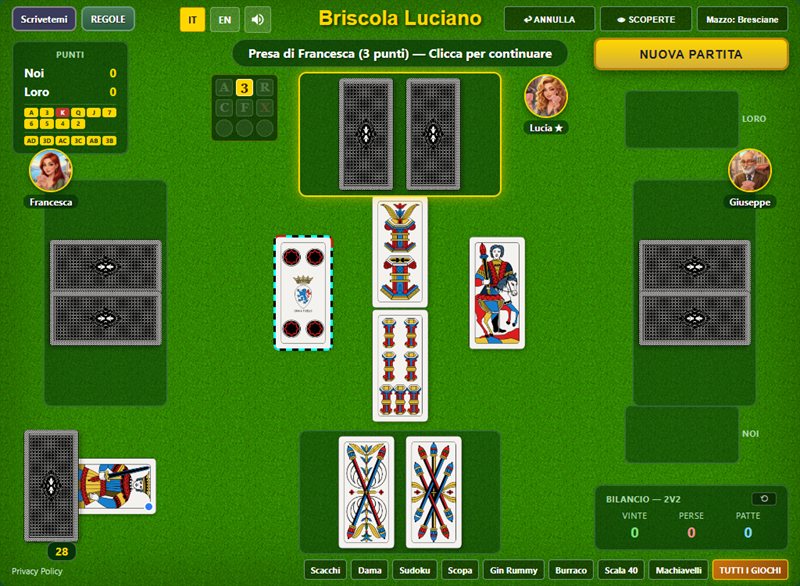 Scrivetemi
REGOLE
IT
EN
Briscola Luciano
ANNULLA
SCOPERTE
Mazzo: Bresciane
PUNTI
Noi 0
Loro 0
A 3 K Q J 7
6 5 4 2
AD 3D AC 3C AB 3B
Presa di Francesca (3 punti) — Clicca per continuare
NUOVA PARTITA
A 3 R
C F X
Lucia ★
LORO
Francesca
Giuseppe
NOI
28
BILANCIO — 2V2
VINTE PERSE PATTE
0 0 0
Privacy Policy
Scacchi
Dama
Sudoku
Scopa
Gin Rummy
Burraco
Scala 40
Machiavelli
TUTTI I GIOCHI